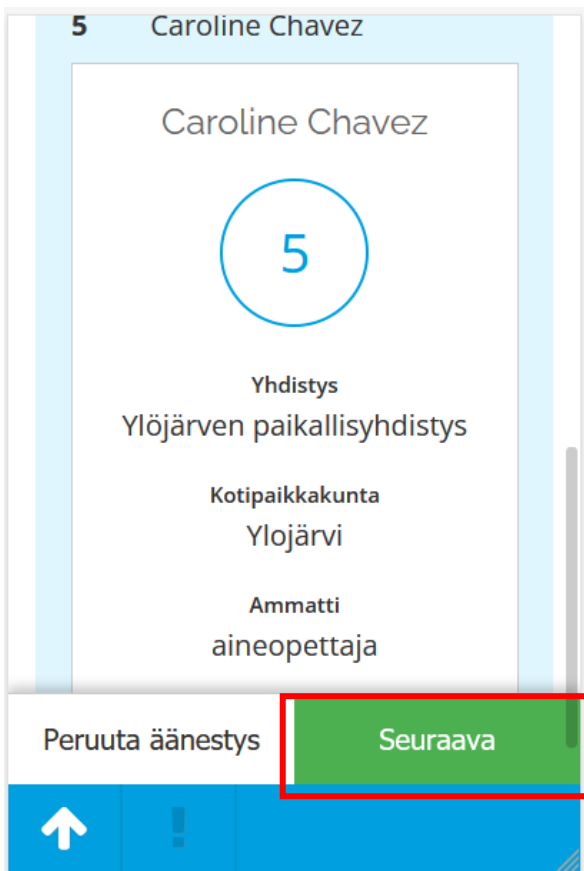 5 Caroline Chavez
Caroline Chavez
5
Yhdistys
Ylöjärven paikallisyhdistys
Kotipaikkakunta
Ylojärvi
Ammatti
aineopettaja
Peruuta äänestys Seuraava
!